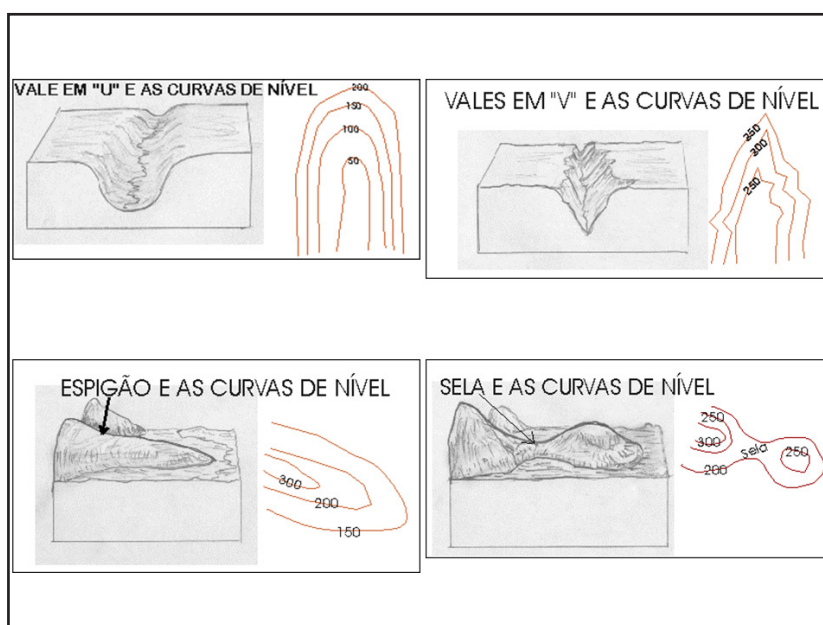 VALE EM "U" E AS CURVAS DE NÍVEL
200
150
100
50
VALES EM "V" E AS CURVAS DE NÍVEL
350
300
250
ESPIGÃO E AS CURVAS DE NÍVEL
300
200
150
SELA E AS CURVAS DE NÍVEL
250
300
Sela
250
200